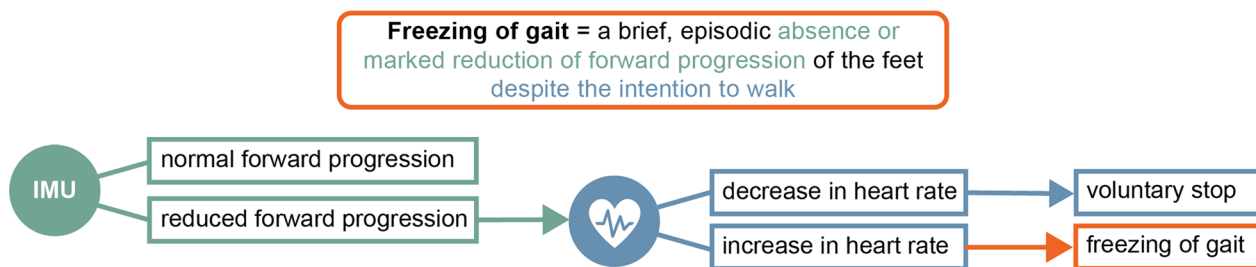 Freezing of gait = a brief, episodic absence or
marked reduction of forward progression of the feet
despite the intention to walk
IMU
normal forward progression
reduced forward progression
decrease in heart rate
voluntary stop
increase in heart rate
freezing of gait